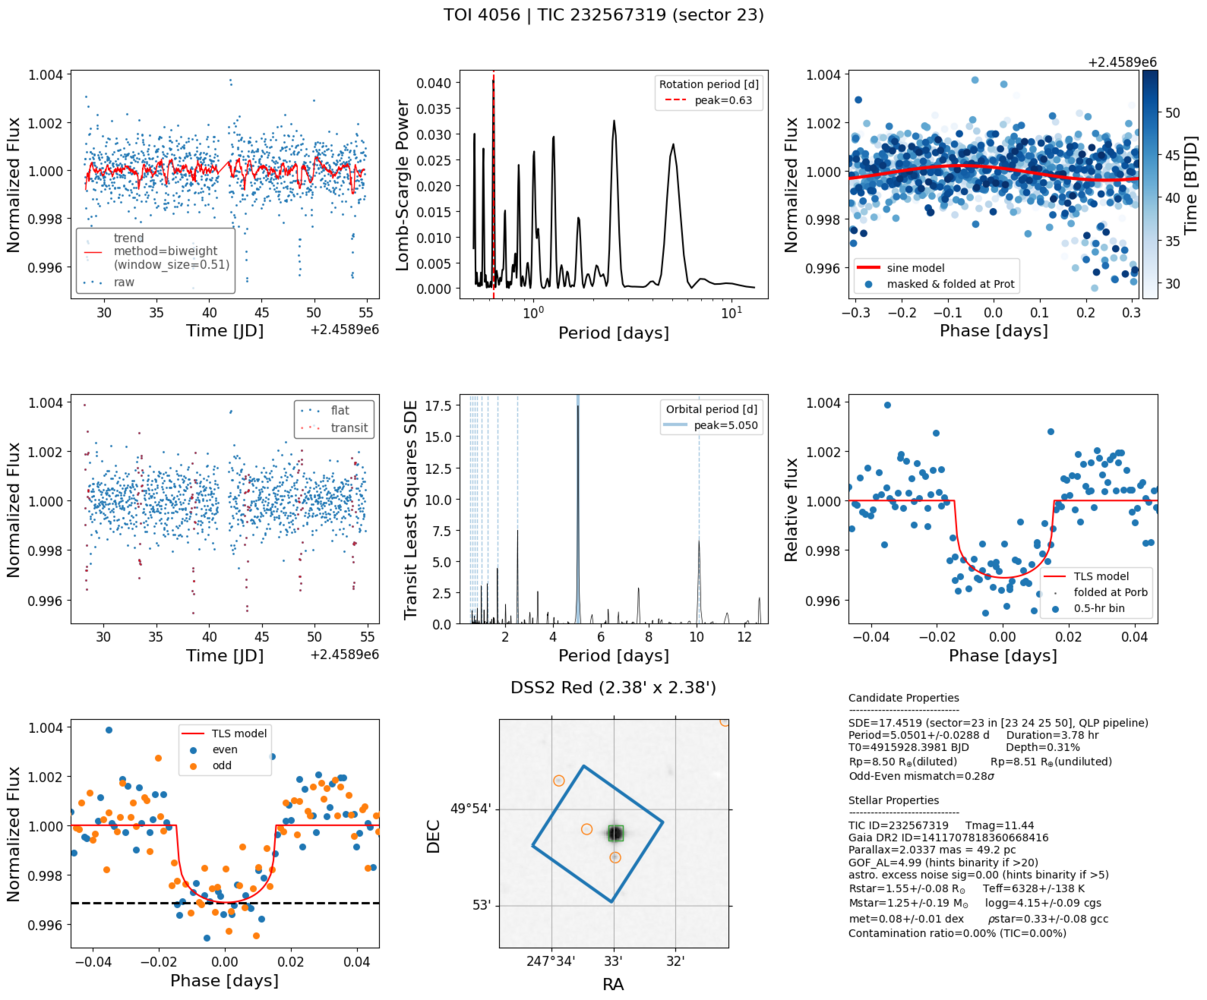 TOI 4056 | TIC 232567319 (sector 23)
1.004
1.002
1.000
0.998
0.996
Normalized Flux
trend
method=biweight
(window_size=0.51)
raw
30 35 40 45 50 55
Time [JD]
+2.4589e6
0.040
0.035
0.030
0.025
0.020
0.015
0.010
0.005
0.000
Lomb-Scargle Power
Rotation period [d]
peak=0.63
10⁰ 10¹
Period [days]
+2.4589e6
1.004
1.002
1.000
0.998
0.996
Normalized Flux
sine model
masked & folded at Prot
−0.3 −0.2 −0.1 0.0 0.1 0.2 0.3
Phase [days]
50
45
40
35
30
Time [BTJD]
1.004
1.002
1.000
0.998
0.996
Normalized Flux
flat
transit
30 35 40 45 50 55
Time [JD]
+2.4589e6
17.5
15.0
12.5
10.0
7.5
5.0
2.5
0.0
Transit Least Squares SDE
Orbital period [d]
peak=5.050
2 4 6 8 10 12
Period [days]
1.004
1.002
1.000
0.998
0.996
Relative flux
TLS model
folded at Porb
0.5-hr bin
−0.04 −0.02 0.00 0.02 0.04
Phase [days]
1.004
1.002
1.000
0.998
0.996
Normalized Flux
TLS model
even
odd
−0.04 −0.02 0.00 0.02 0.04
Phase [days]
DSS2 Red (2.38' x 2.38')
49°54'
53'
DEC
247°34' 33' 32'
RA
Candidate Properties
------------------------------
SDE=17.4519 (sector=23 in [23 24 25 50], QLP pipeline)
Period=5.0501+/-0.0288 d Duration=3.78 hr
T0=4915928.3981 BJD Depth=0.31%
Rp=8.50 R⊕(diluted) Rp=8.51 R⊕(undiluted)
Odd-Even mismatch=0.28σ
Stellar Properties
------------------------------
TIC ID=232567319 Tmag=11.44
Gaia DR2 ID=1411707818360668416
Parallax=2.0337 mas = 49.2 pc
GOF_AL=4.99 (hints binarity if >20)
astro. excess noise sig=0.00 (hints binarity if >5)
Rstar=1.55+/-0.08 R⊙ Teff=6328+/-138 K
Mstar=1.25+/-0.19 M⊙ logg=4.15+/-0.09 cgs
met=0.08+/-0.01 dex ρstar=0.33+/-0.08 gcc
Contamination ratio=0.00% (TIC=0.00%)